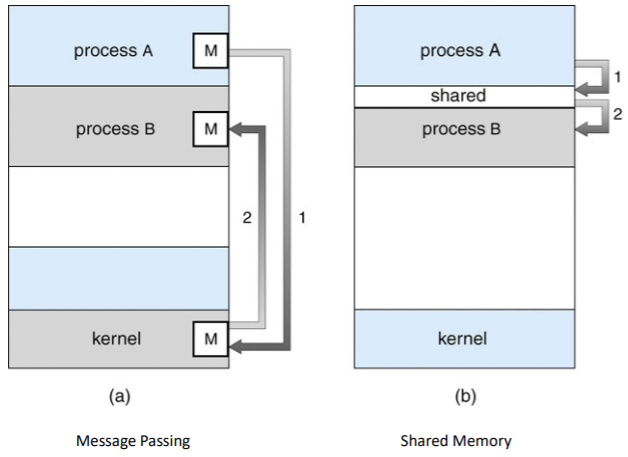 process A
M
process B
M
2
1
kernel
M
(a)
Message Passing
process A
1
shared
2
process B
kernel
(b)
Shared Memory